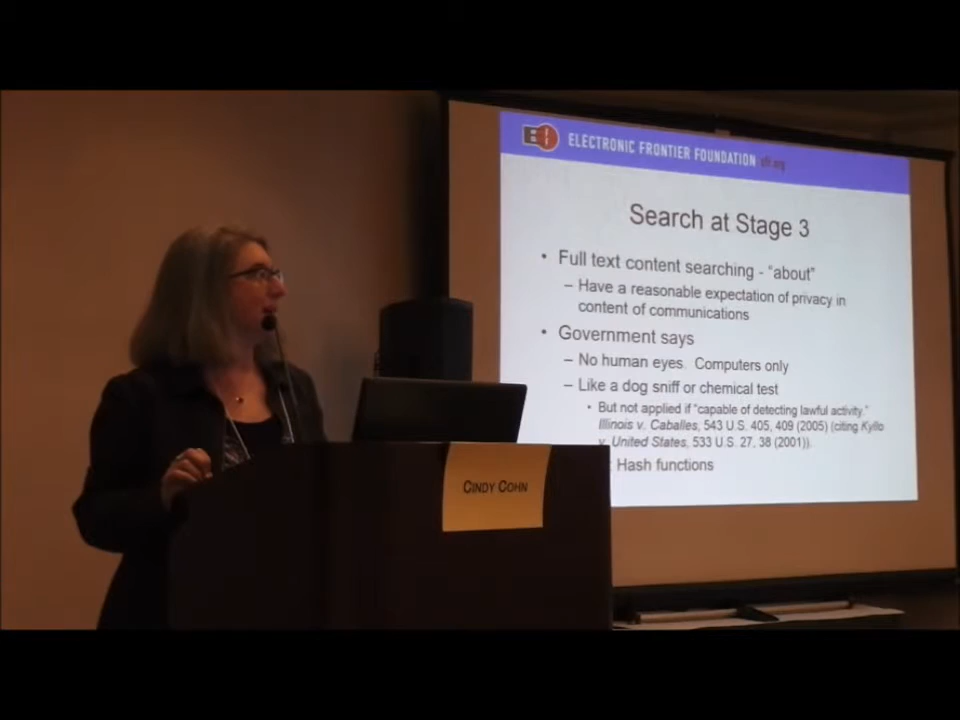 ELECTRONIC FRONTIER FOUNDATION eff.org
Search at Stage 3
• Full text content searching - "about"
– Have a reasonable expectation of privacy in
content of communications
• Government says
– No human eyes. Computers only
– Like a dog sniff or chemical test
• But not applied if "capable of detecting lawful activity."
Illinois v. Caballes, 543 U.S. 405, 409 (2005) (citing Kyllo
v. United States, 533 U.S. 27, 38 (2001)).
Hash functions
CINDY COHN